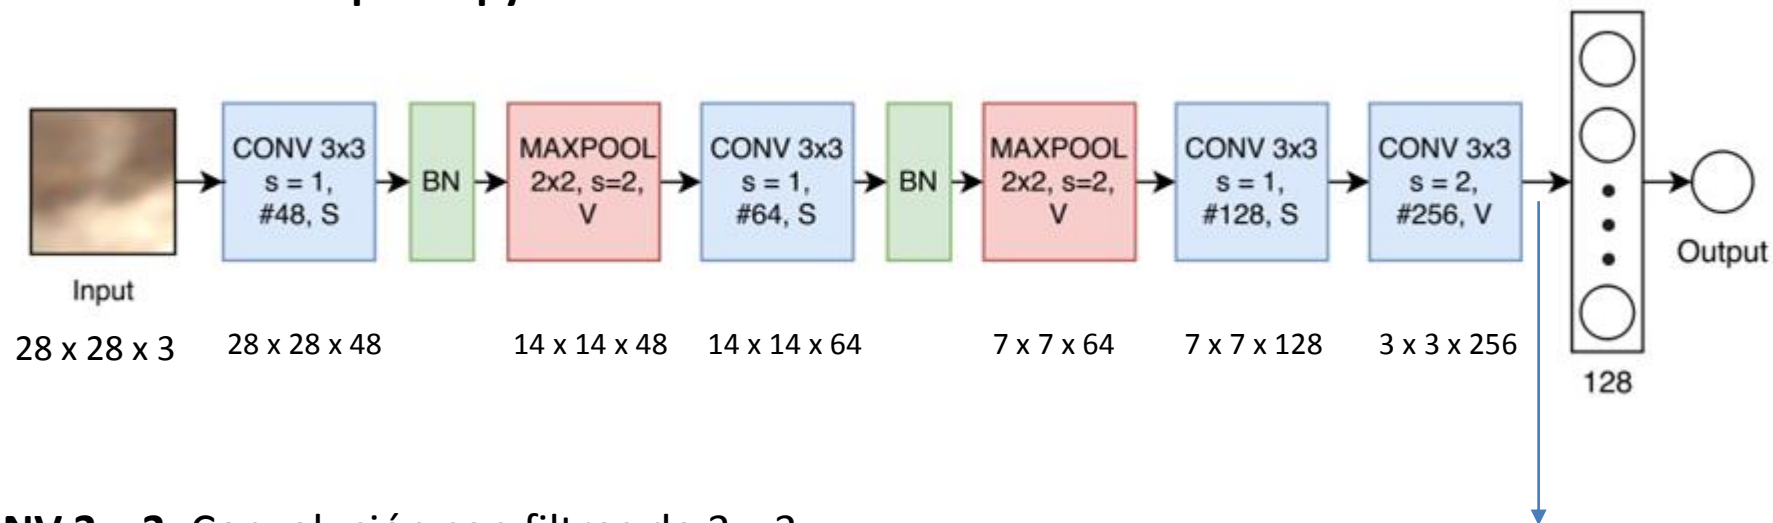 CONV 3x3
s = 1,
#48, S
BN
MAXPOOL
2x2, s=2,
V
CONV 3x3
s = 1,
#64, S
BN
MAXPOOL
2x2, s=2,
V
CONV 3x3
s = 1,
#128, S
CONV 3x3
s = 2,
#256, V
Input
Output
28 x 28 x 3
28 x 28 x 48
14 x 14 x 48
14 x 14 x 64
7 x 7 x 64
7 x 7 x 128
3 x 3 x 256
128